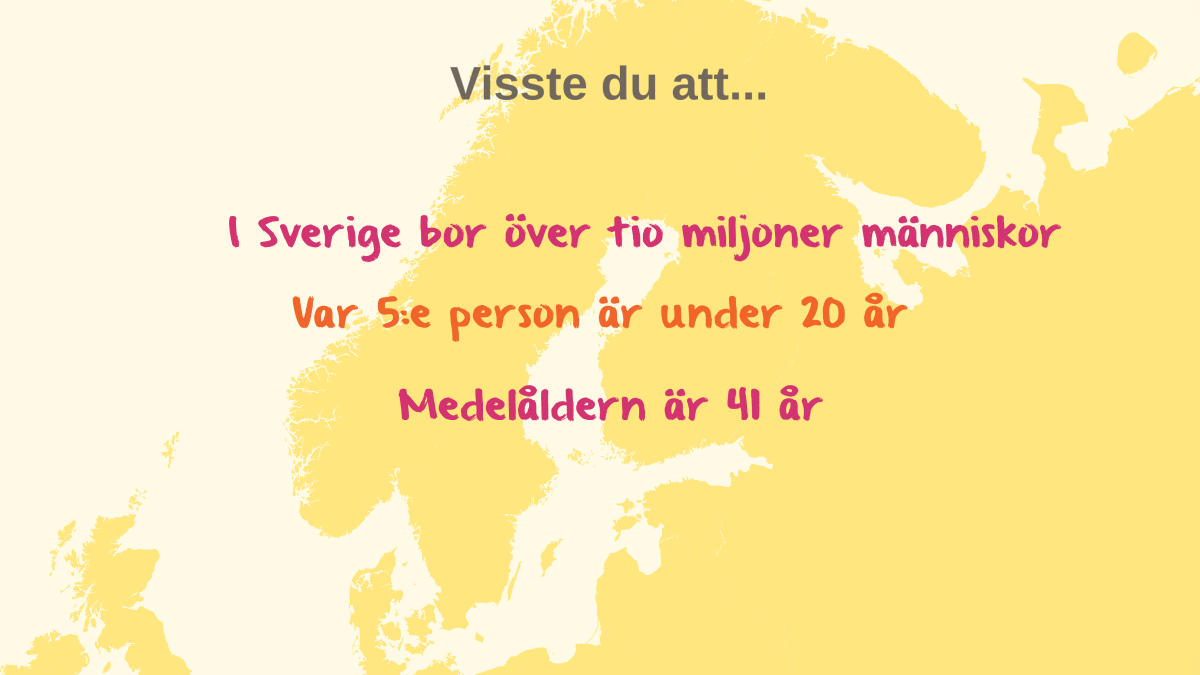 Visste du att...
I Sverige bor över tio miljoner människor
Var 5:e person är under 20 år
Medelåldern är 41 år